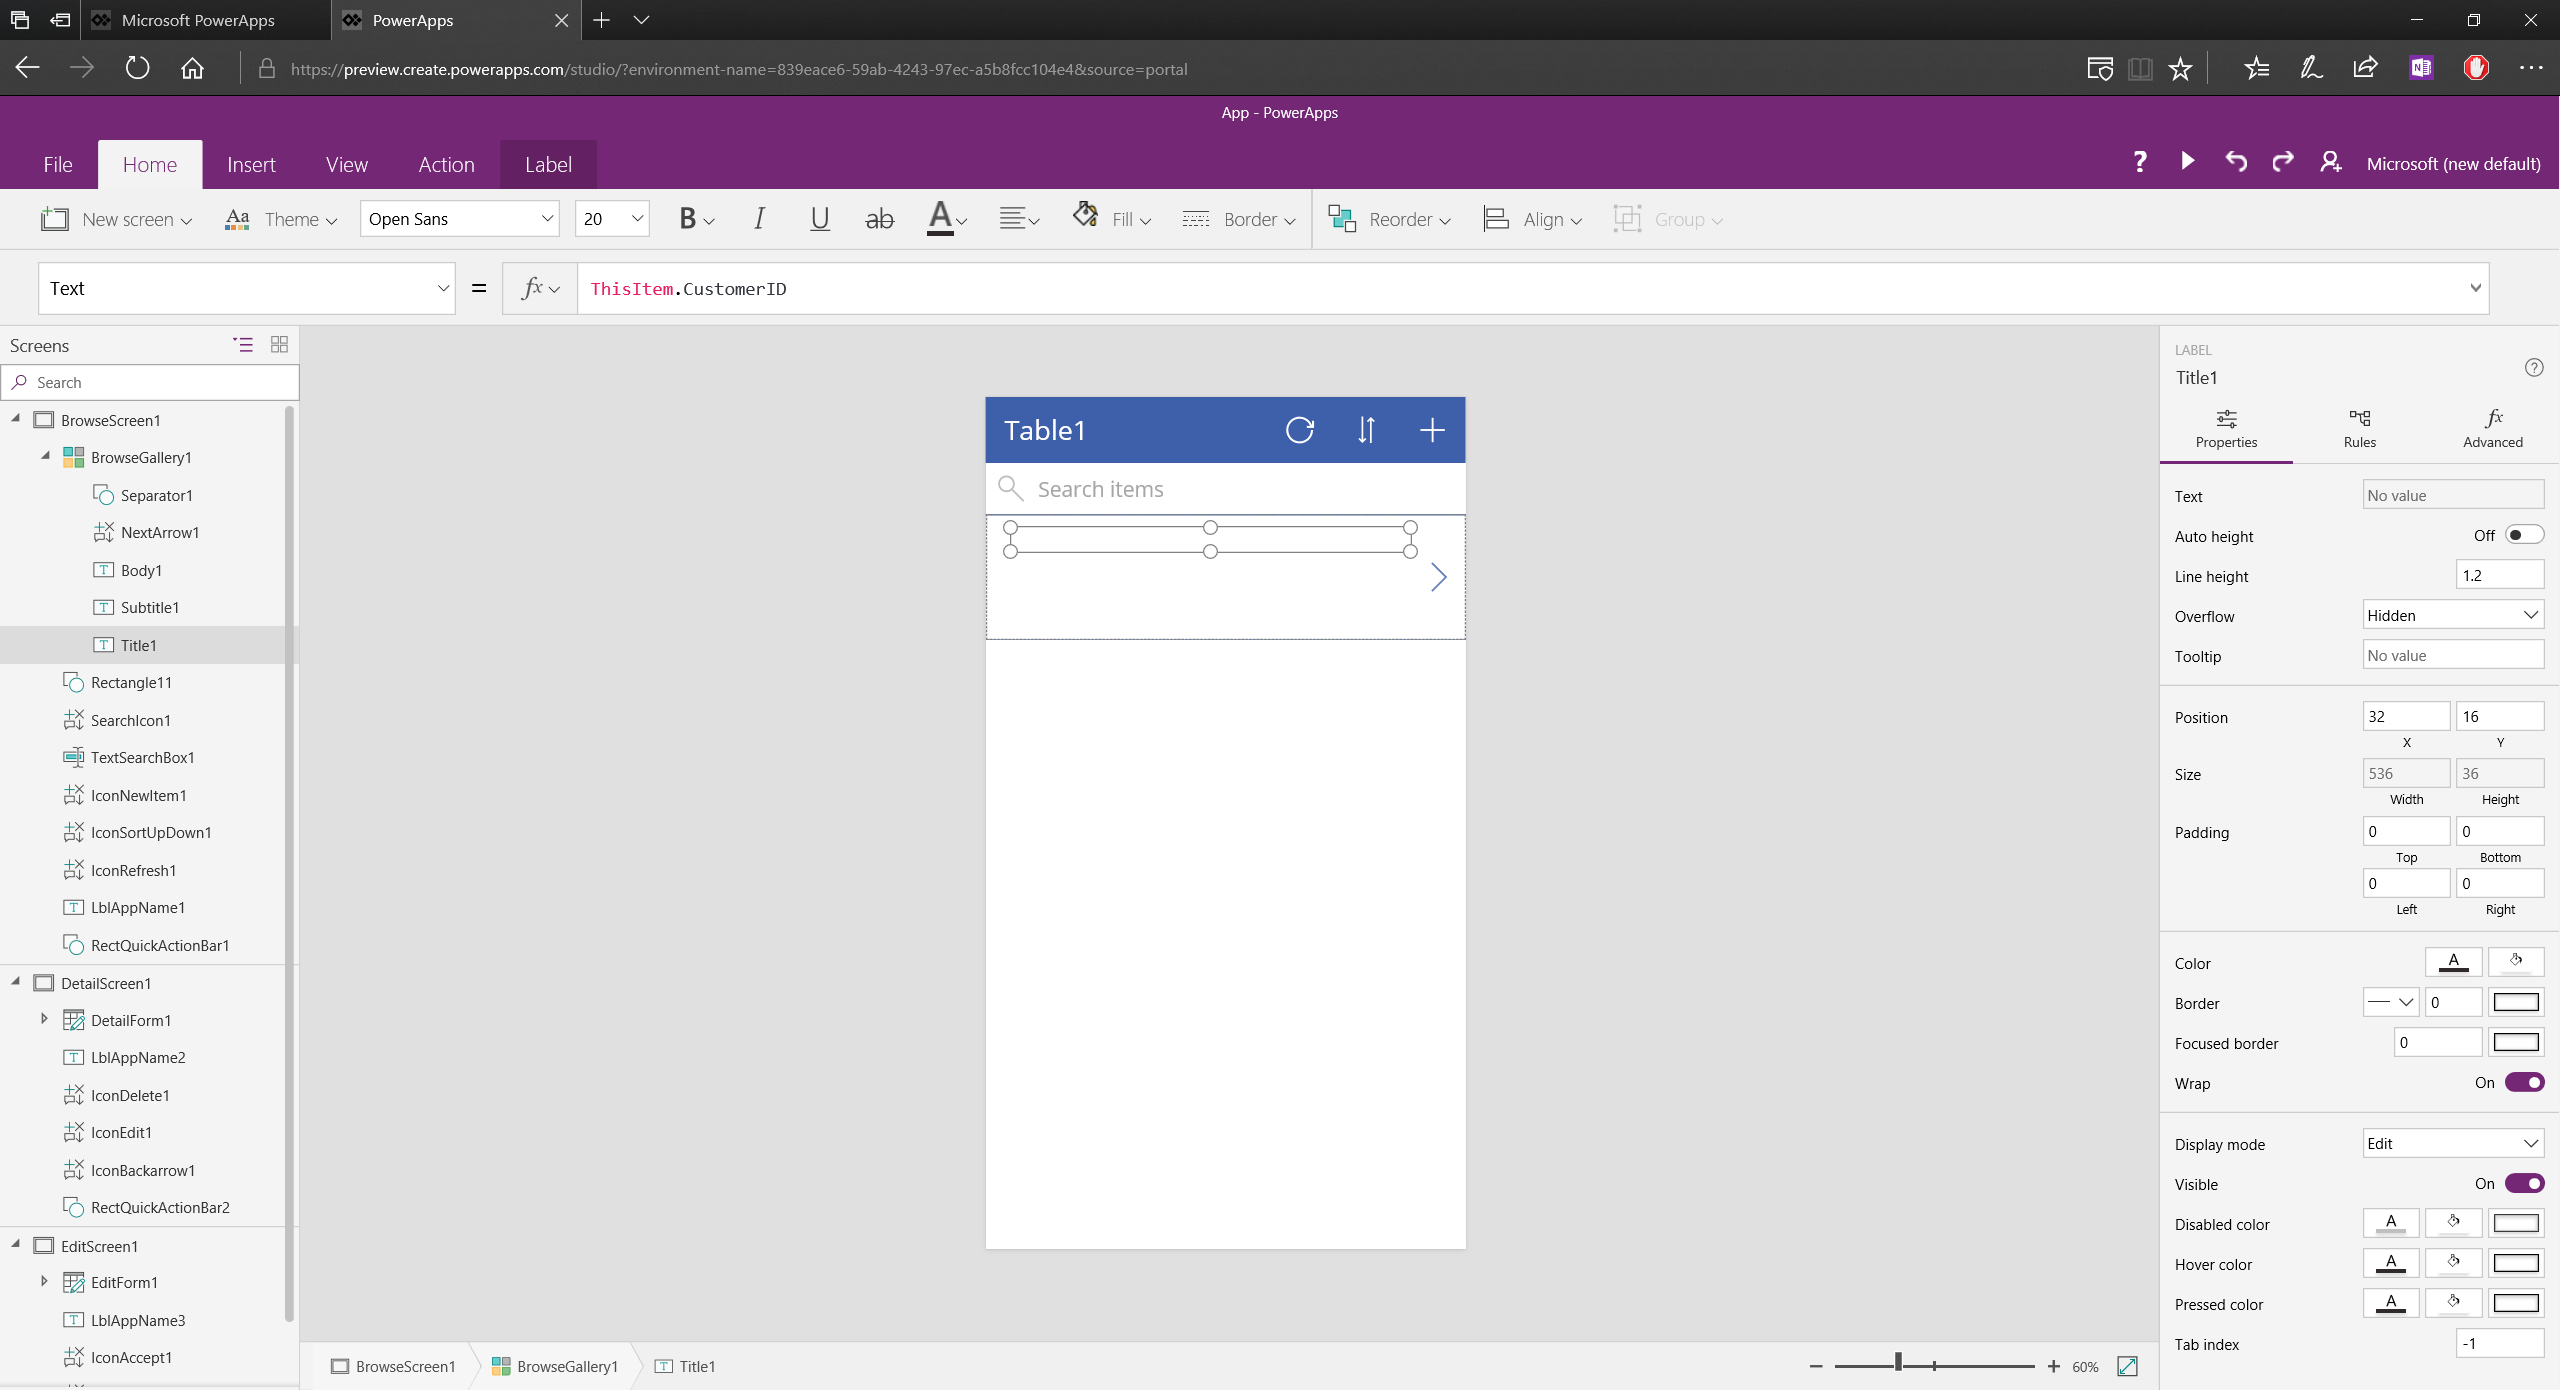 Microsoft PowerApps
PowerApps
https://preview.create.powerapps.com/studio/?environment-name=839eace6-59ab-4243-97ec-a5b8fcc104e4&source=portal
App - PowerApps
File
Home
Insert
View
Action
Label
Microsoft (new default)
New screen
Theme
Open Sans
20
Fill
Border
Reorder
Align
Group
Text
=
fx
ThisItem.CustomerID
Screens
Search
BrowseScreen1
BrowseGallery1
Separator1
NextArrow1
Body1
Subtitle1
Title1
Rectangle11
SearchIcon1
TextSearchBox1
IconNewItem1
IconSortUpDown1
IconRefresh1
LblAppName1
RectQuickActionBar1
DetailScreen1
DetailForm1
LblAppName2
IconDelete1
IconEdit1
IconBackarrow1
RectQuickActionBar2
EditScreen1
EditForm1
LblAppName3
IconAccept1
Table1
Search items
BrowseScreen1
BrowseGallery1
Title1
60%
LABEL
Title1
Properties
Rules
Advanced
Text No value
Auto height Off
Line height 1.2
Overflow Hidden
Tooltip No value
Position 32 16
X Y
Size 536 36
Width Height
Padding 0 0
Top Bottom
0 0
Left Right
Color
Border 0
Focused border 0
Wrap On
Display mode Edit
Visible On
Disabled color
Hover color
Pressed color
Tab index -1